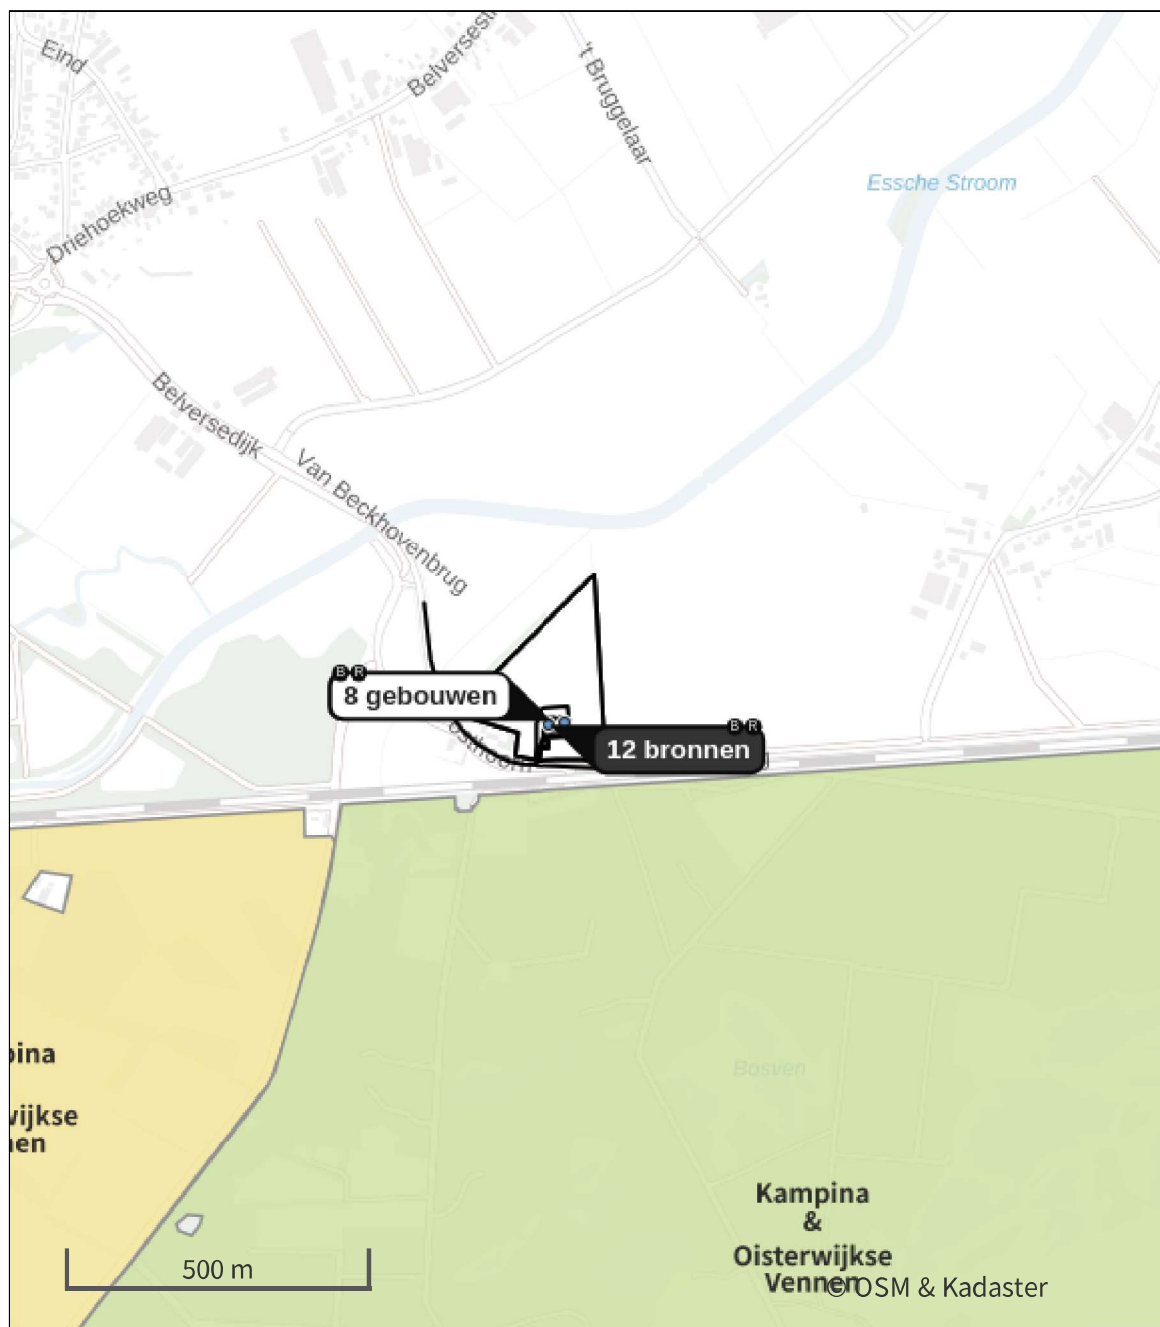 Eind
Belversestr
't Bruggelaar
Essche Stroom
Driehoekweg
Belversedijk
Van Beckhovenbrug
B R
8 gebouwen
B R
12 bronnen
Bosven
pina
vijkse
nen
Kampina
&
Oisterwijkse
Vennen
500 m
© OSM & Kadaster